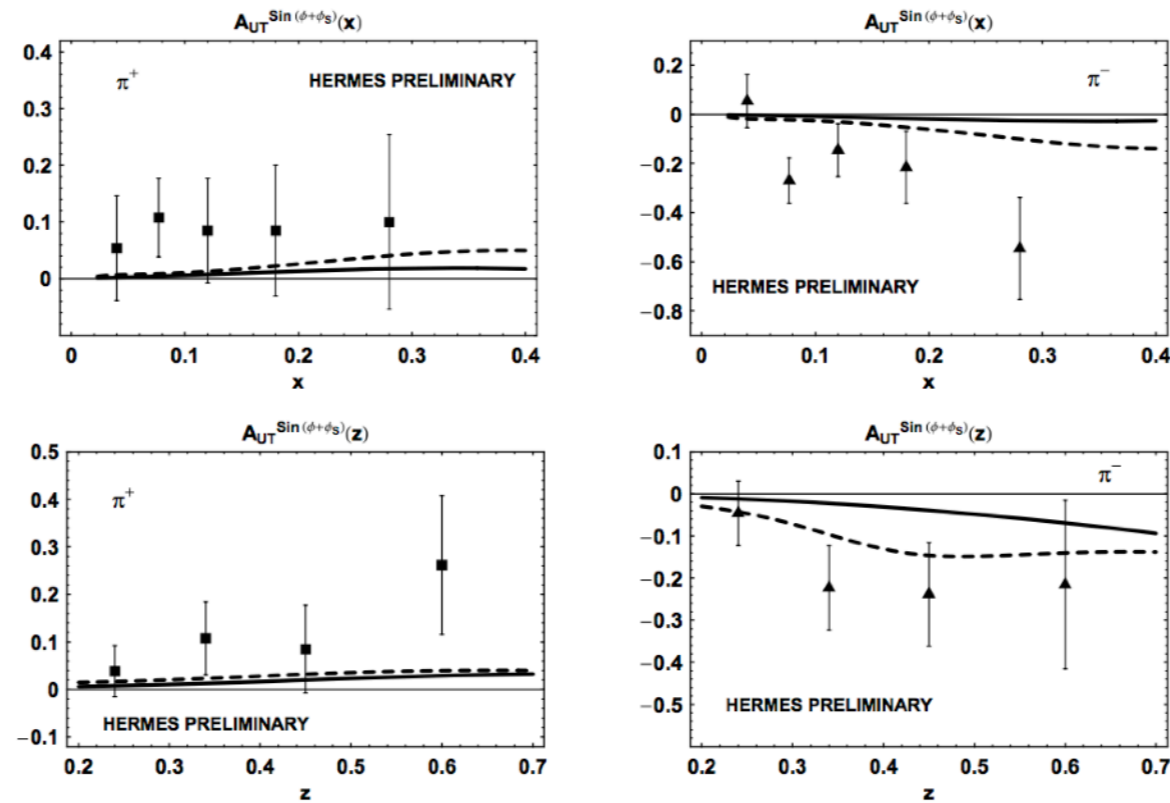 A_UT^Sin(ϕ+ϕ_S)(x)
0.4
0.3
0.2
0.1
0
π+
HERMES PRELIMINARY
0 0.1 0.2 0.3 0.4
x
A_UT^Sin(ϕ+ϕ_S)(x)
0.2
0
−0.2
−0.4
−0.6
−0.8
π−
HERMES PRELIMINARY
0 0.1 0.2 0.3 0.4
x
A_UT^Sin(ϕ+ϕ_S)(z)
0.5
0.4
0.3
0.2
0.1
0
−0.1
π+
HERMES PRELIMINARY
0.2 0.3 0.4 0.5 0.6 0.7
z
A_UT^Sin(ϕ+ϕ_S)(z)
0.1
0
−0.1
−0.2
−0.3
−0.4
−0.5
π−
HERMES PRELIMINARY
0.2 0.3 0.4 0.5 0.6 0.7
z